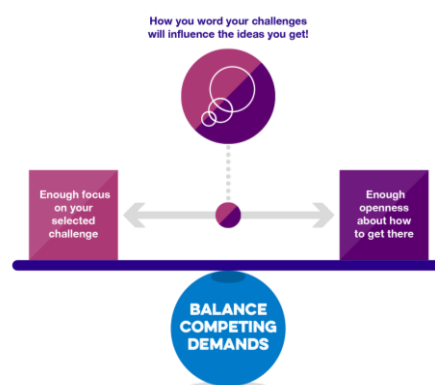 How you word your challenges
will influence the ideas you get!
Enough focus
on your
selected
challenge
Enough
openness
about how
to get there
BALANCE
COMPETING
DEMANDS